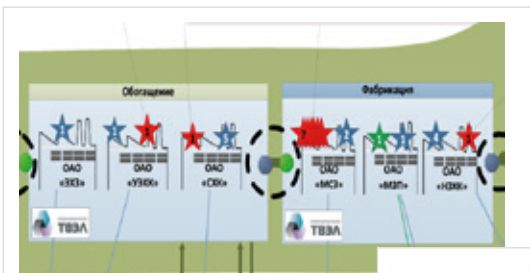 Обогащение
ОАО
«ЭХЗ»
ОАО
«УЭХК»
ОАО
«СХК»
ТВЭЛ
Фабрикация
ОАО
«МСЗ»
ОАО
«МЗП»
ОАО
«НЗХК»
ТВЭЛ